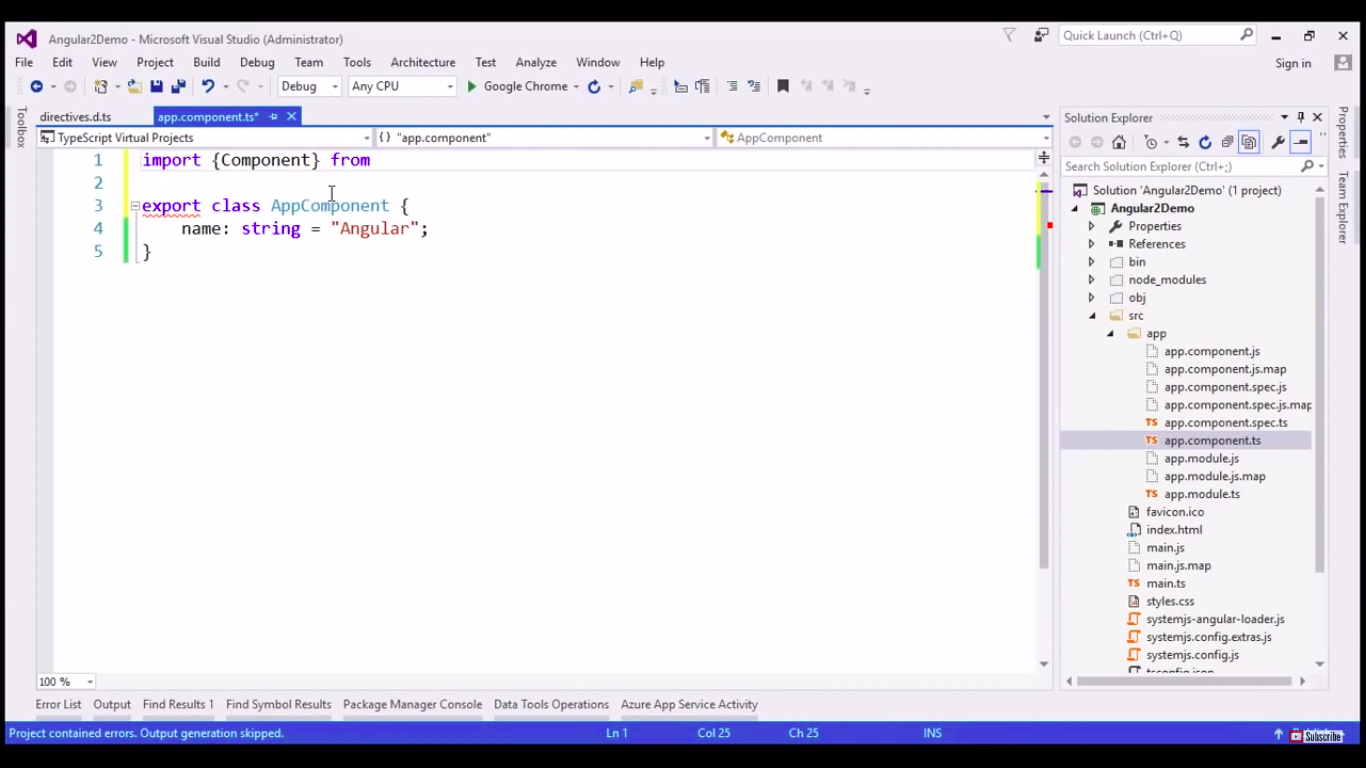 Angular2Demo - Microsoft Visual Studio (Administrator)
Quick Launch (Ctrl+Q)
File Edit View Project Build Debug Team Tools Architecture Test Analyze Window Help
Sign in
Debug Any CPU Google Chrome
Toolbox
directives.d.ts app.component.ts*
TypeScript Virtual Projects {} "app.component" AppComponent
1 import {Component} from
2
3 export class AppComponent {
4 name: string = "Angular";
5 }
100 %
Solution Explorer
Search Solution Explorer (Ctrl+;)
Solution 'Angular2Demo' (1 project)
Angular2Demo
Properties
References
bin
node_modules
obj
src
app
app.component.js
app.component.js.map
app.component.spec.js
app.component.spec.js.map
app.component.spec.ts
app.component.ts
app.module.js
app.module.js.map
app.module.ts
favicon.ico
index.html
main.js
main.js.map
main.ts
styles.css
systemjs-angular-loader.js
systemjs.config.extras.js
systemjs.config.js
tsconfig.json
Properties
Team Explorer
Error List Output Find Results 1 Find Symbol Results Package Manager Console Data Tools Operations Azure App Service Activity
Project contained errors. Output generation skipped. Ln 1 Col 25 Ch 25 INS
Subscribe